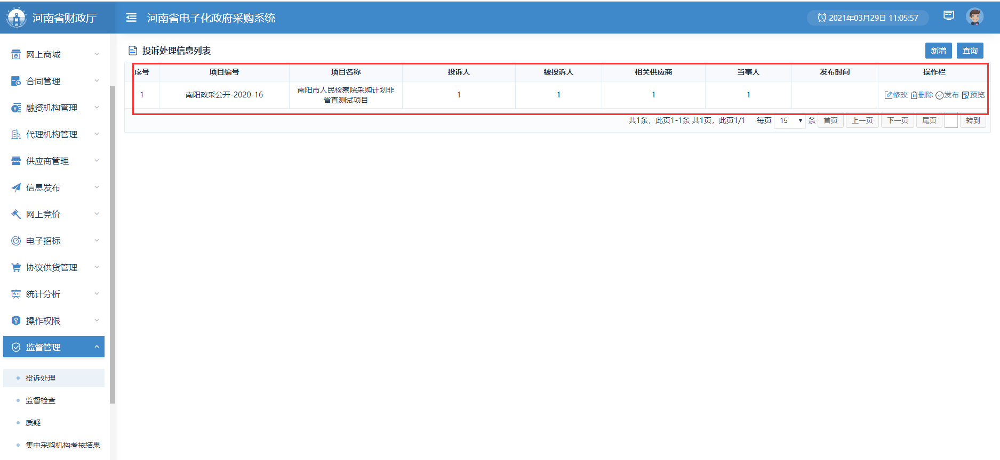 河南省财政厅
河南省电子化政府采购系统
2021年03月29日 11:05:57
网上商城
合同管理
融资机构管理
代理机构管理
供应商管理
信息发布
网上竞价
电子招标
协议供货管理
统计分析
操作权限
监督管理
投诉处理
监督检查
质疑
集中采购机构考核结果
投诉处理信息列表
新增 查询
序号 项目编号 项目名称 投诉人 被投诉人 相关供应商 当事人 发布时间 操作栏
1 南阳政采公开-2020-16 南阳市人民检察院采购计划非 1 1 1 1 修改 删除 发布 预览
省直测试项目
共1条，此页1-1条 共1页，此页1/1 每页 15 条 首页 上一页 下一页 尾页 转到